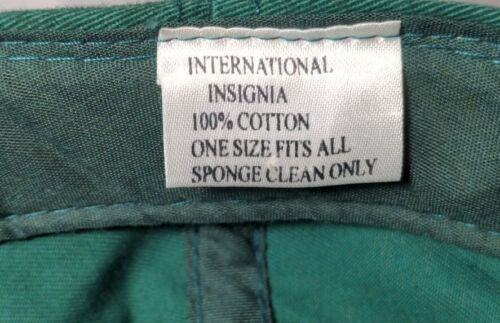 INTERNATIONAL
INSIGNIA
100% COTTON
ONE SIZE FITS ALL
SPONGE CLEAN ONLY